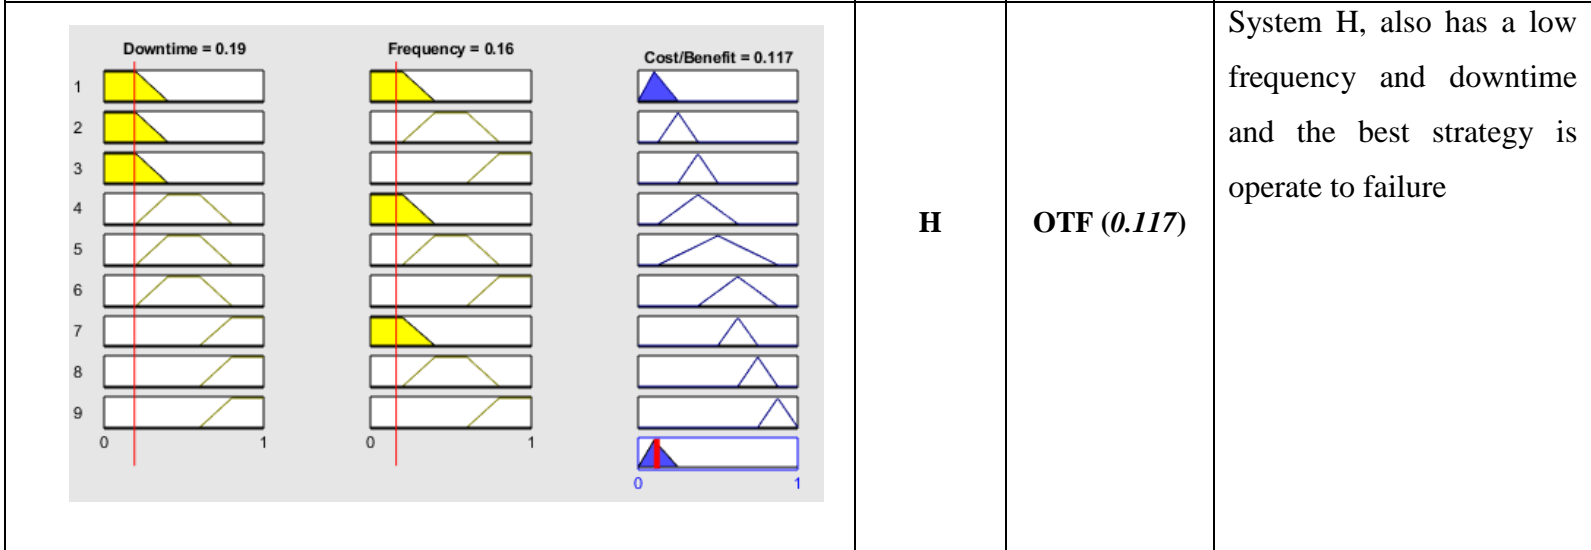 Downtime = 0.19
Frequency = 0.16
Cost/Benefit = 0.117
1
2
3
4
5
6
7
8
9
0 1
0 1
0 1
H
OTF (0.117)
System H, also has a low
frequency and downtime
and the best strategy is
operate to failure